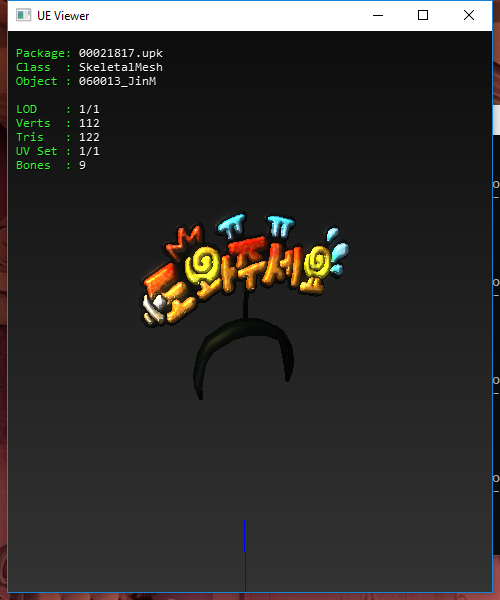 UE Viewer
Package: 00021817.upk
Class : SkeletalMesh
Object : 060013_JinM
LOD : 1/1
Verts : 112
Tris : 122
UV Set : 1/1
Bones : 9
ㅠ ㅠ
도와주세요